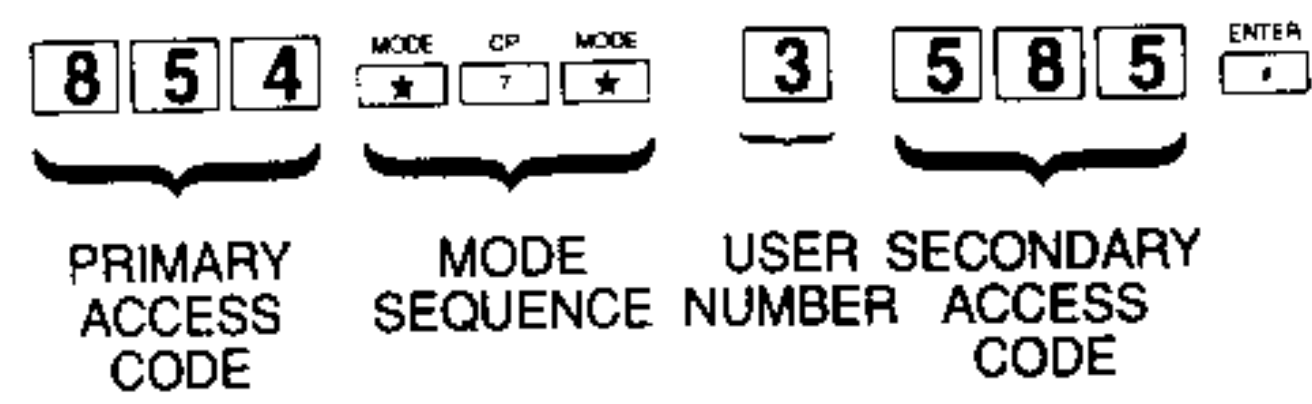 MODE CP MODE ENTER
8 5 4 ★ 7 ★ 3 5 8 5
PRIMARY MODE USER SECONDARY
ACCESS SEQUENCE NUMBER ACCESS
CODE CODE